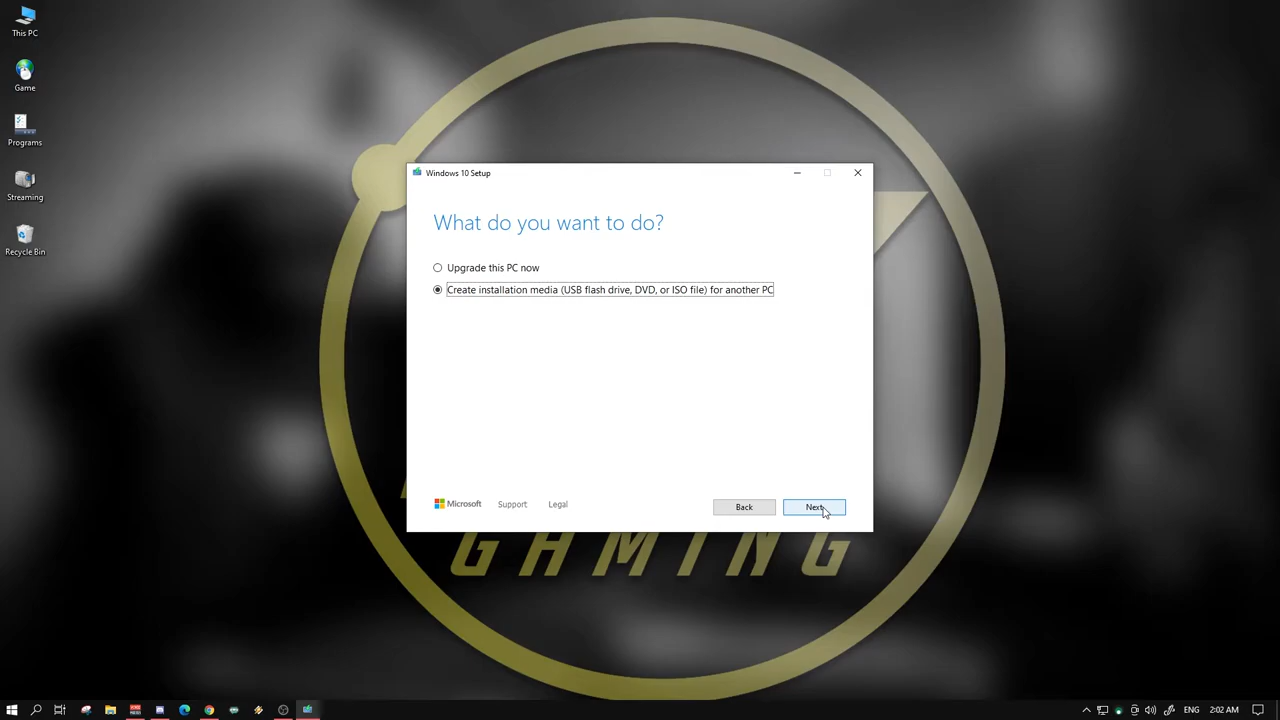 This PC
Game
Programs
Streaming
Recycle Bin
Windows 10 Setup
What do you want to do?
Upgrade this PC now
Create installation media (USB flash drive, DVD, or ISO file) for another PC
Microsoft
Support
Legal
Back
Next
GAMING
ENG
2:02 AM